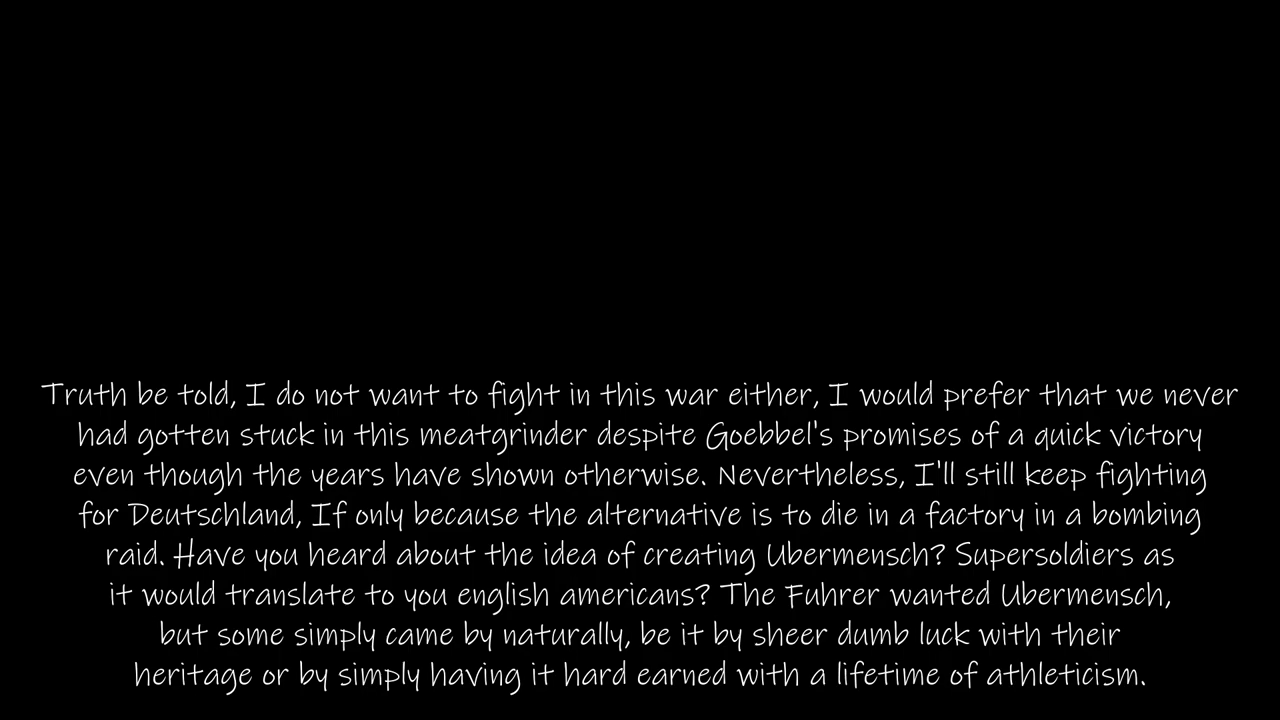 Truth be told, I do not want to fight in this war either, I would prefer that we never
had gotten stuck in this meatgrinder despite Goebbel's promises of a quick victory
even though the years have shown otherwise. Nevertheless, I'll still keep fighting
for Deutschland, If only because the alternative is to die in a factory in a bombing
raid. Have you heard about the idea of creating Ubermensch? Supersoldiers as
it would translate to you english americans? The Fuhrer wanted Ubermensch,
but some simply came by naturally, be it by sheer dumb luck with their
heritage or by simply having it hard earned with a lifetime of athleticism.